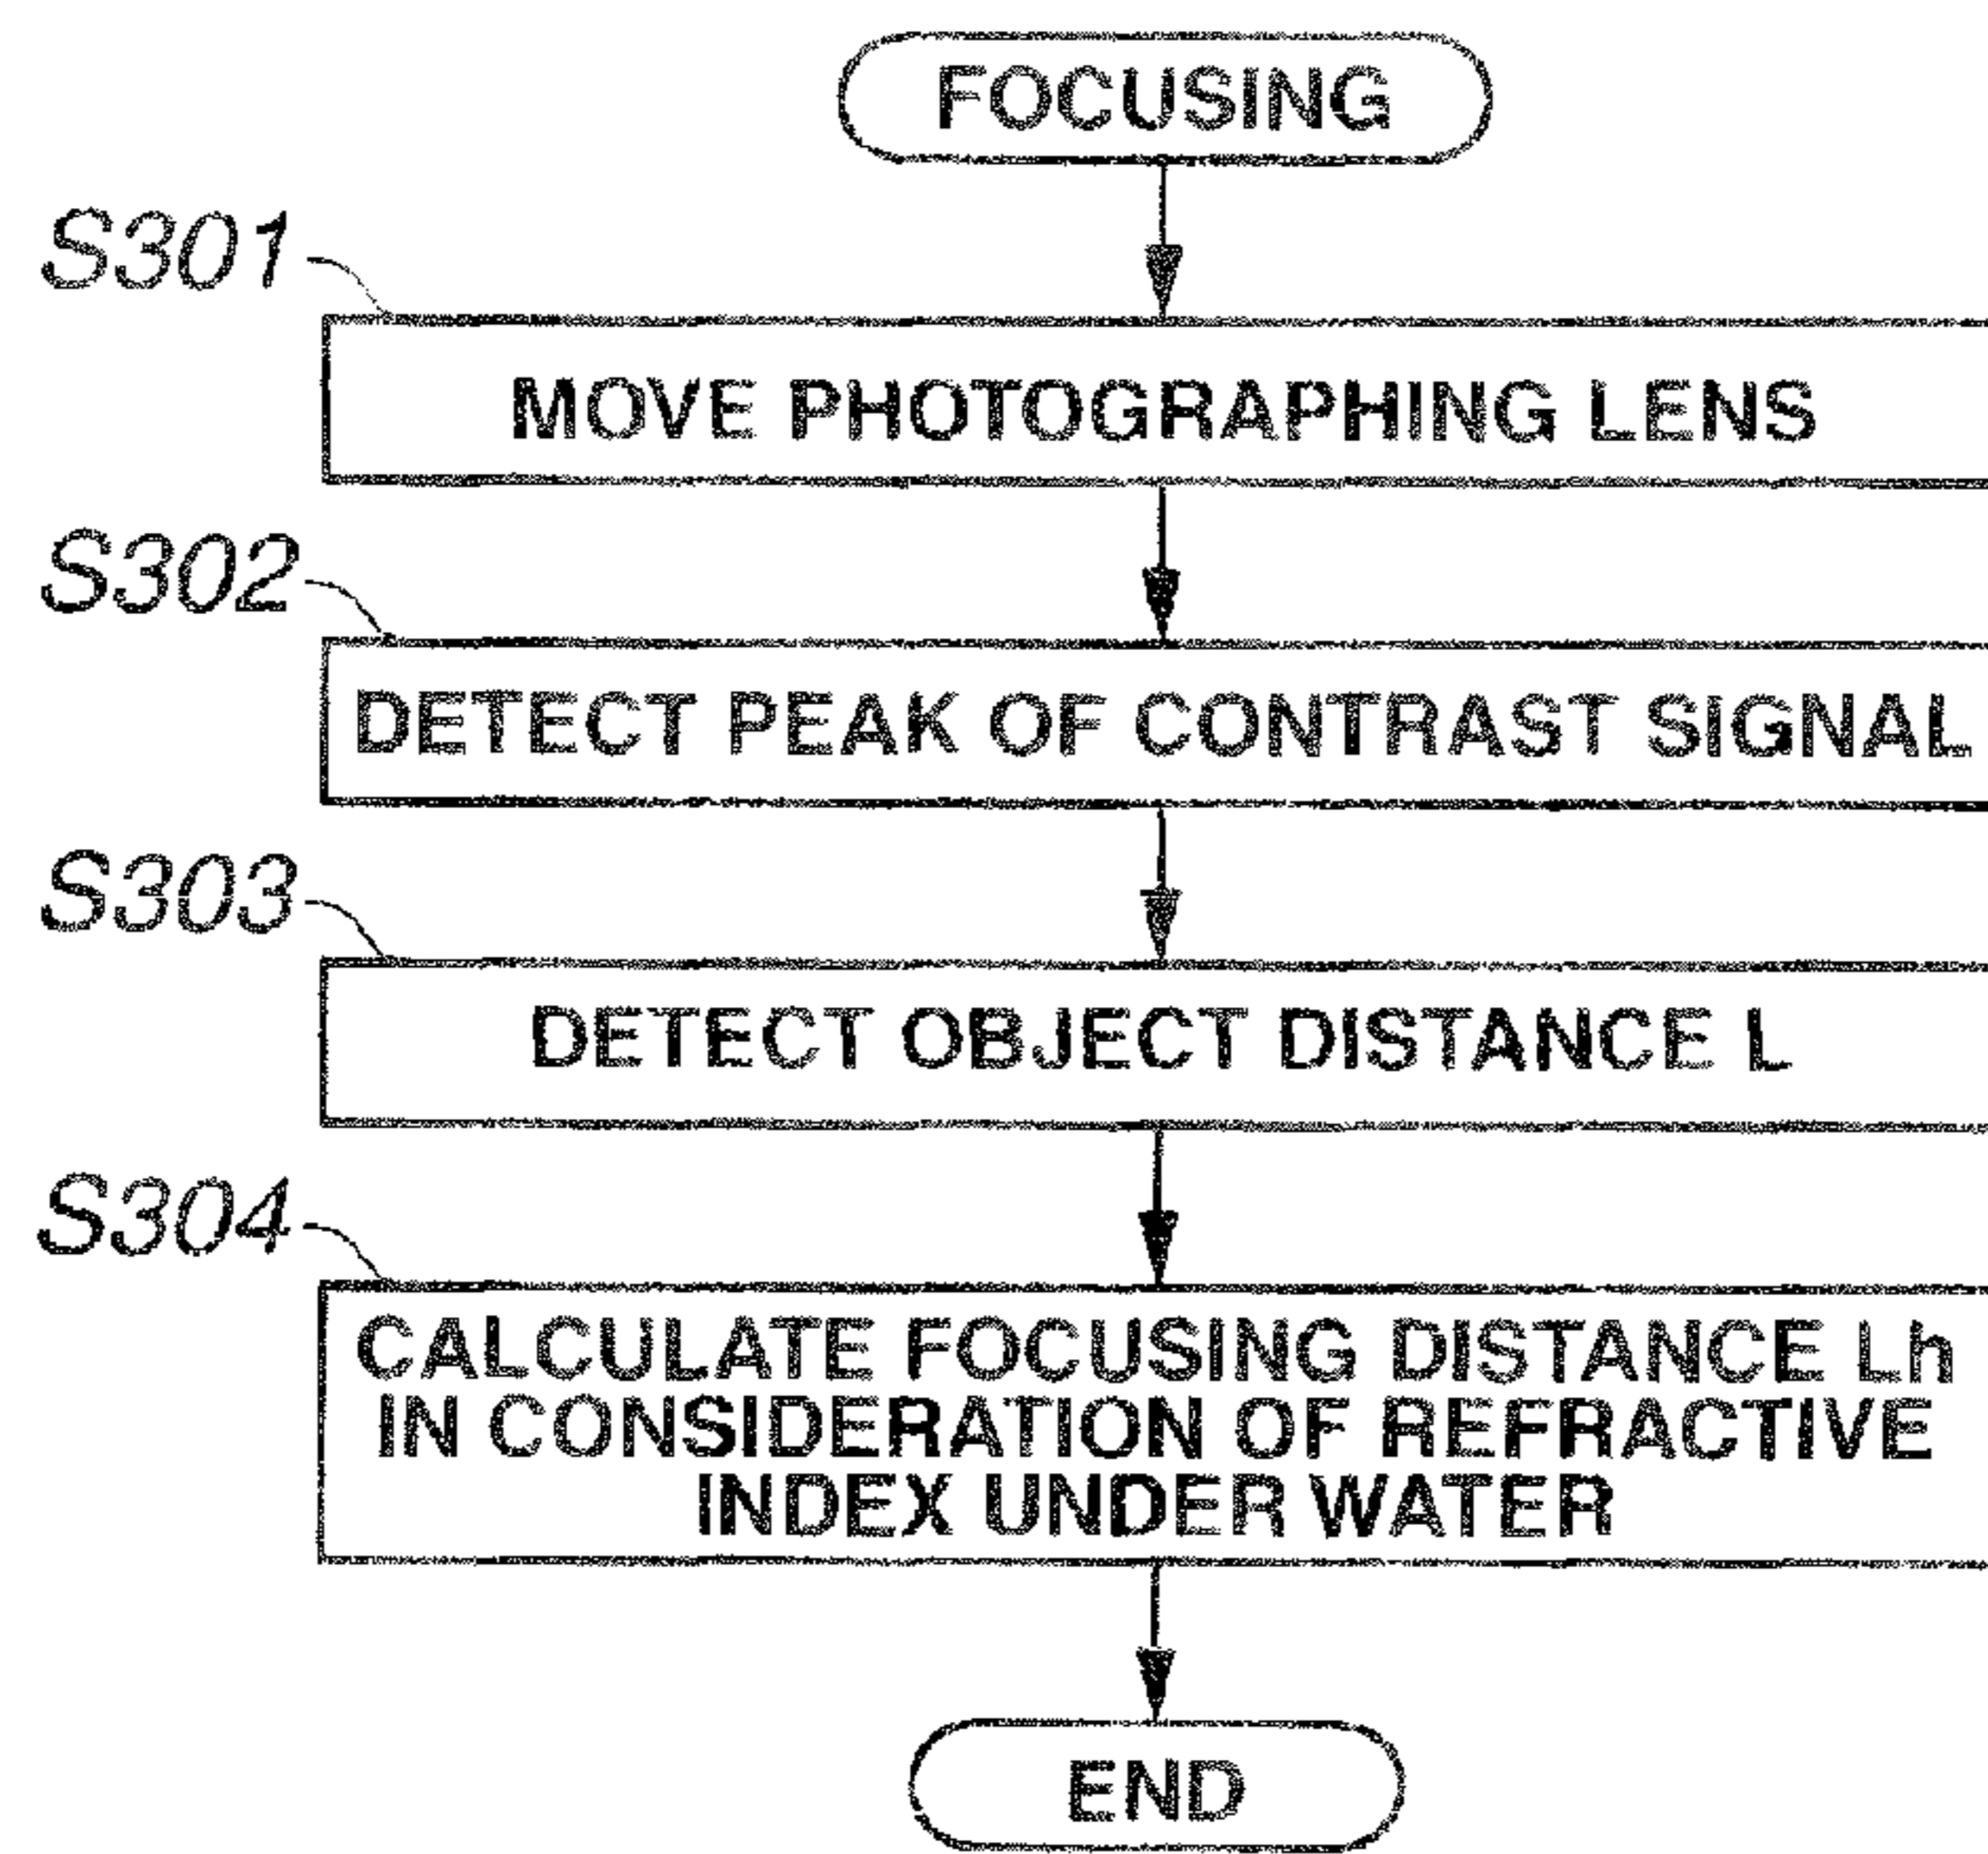 FOCUSING
S301
MOVE PHOTOGRAPHING LENS
S302
DETECT PEAK OF CONTRAST SIGNAL
S303
DETECT OBJECT DISTANCE L
S304
CALCULATE FOCUSING DISTANCE Lh
IN CONSIDERATION OF REFRACTIVE
INDEX UNDER WATER
END